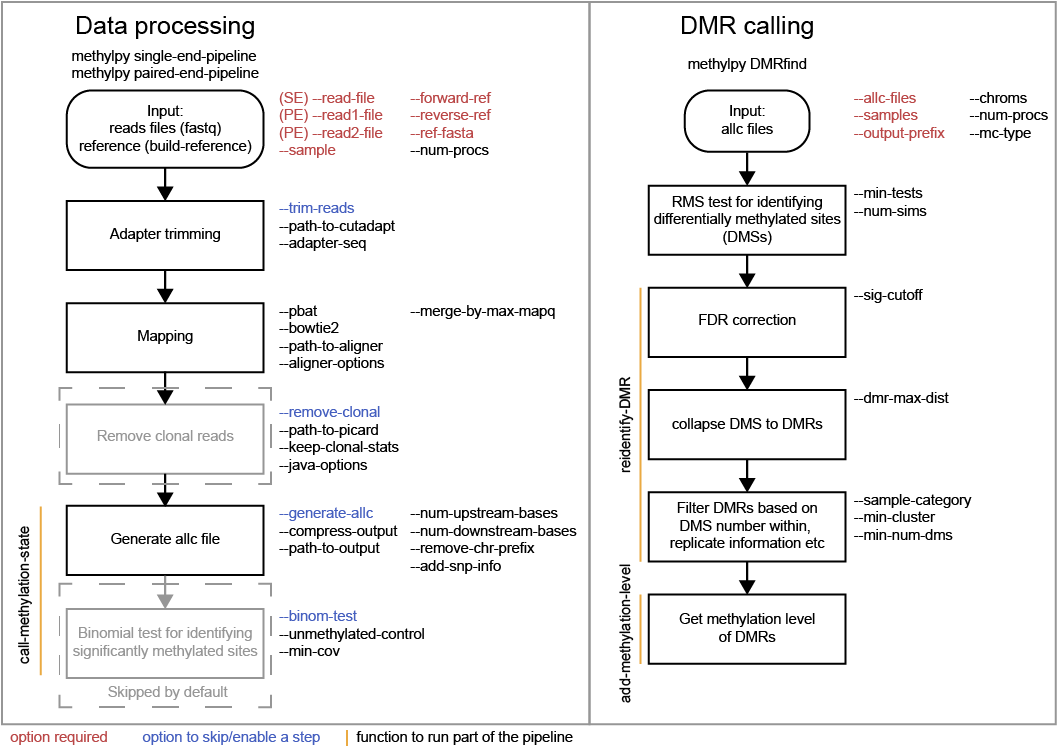 Data processing
methylpy single-end-pipeline
methylpy paired-end-pipeline
Input:
reads files (fastq)
reference (build-reference)
(SE) --read-file
(PE) --read1-file
(PE) --read2-file
--sample
--forward-ref
--reverse-ref
--ref-fasta
--num-procs
Adapter trimming
--trim-reads
--path-to-cutadapt
--adapter-seq
Mapping
--pbat
--bowtie2
--path-to-aligner
--aligner-options
--merge-by-max-mapq
Remove clonal reads
--remove-clonal
--path-to-picard
--keep-clonal-stats
--java-options
call-methylation-state
Generate allc file
--generate-allc
--compress-output
--path-to-output
--num-upstream-bases
--num-downstream-bases
--remove-chr-prefix
--add-snp-info
Binomial test for identifying
significantly methylated sites
Skipped by default
--binom-test
--unmethylated-control
--min-cov
DMR calling
methylpy DMRfind
Input:
allc files
--allc-files
--samples
--output-prefix
--chroms
--num-procs
--mc-type
RMS test for identifying
differentially methylated sites
(DMSs)
--min-tests
--num-sims
reidentify-DMR
FDR correction
--sig-cutoff
collapse DMS to DMRs
--dmr-max-dist
Filter DMRs based on
DMS number within,
replicate information etc
--sample-category
--min-cluster
--min-num-dms
add-methylation-level
Get methylation level
of DMRs
option required
option to skip/enable a step
function to run part of the pipeline